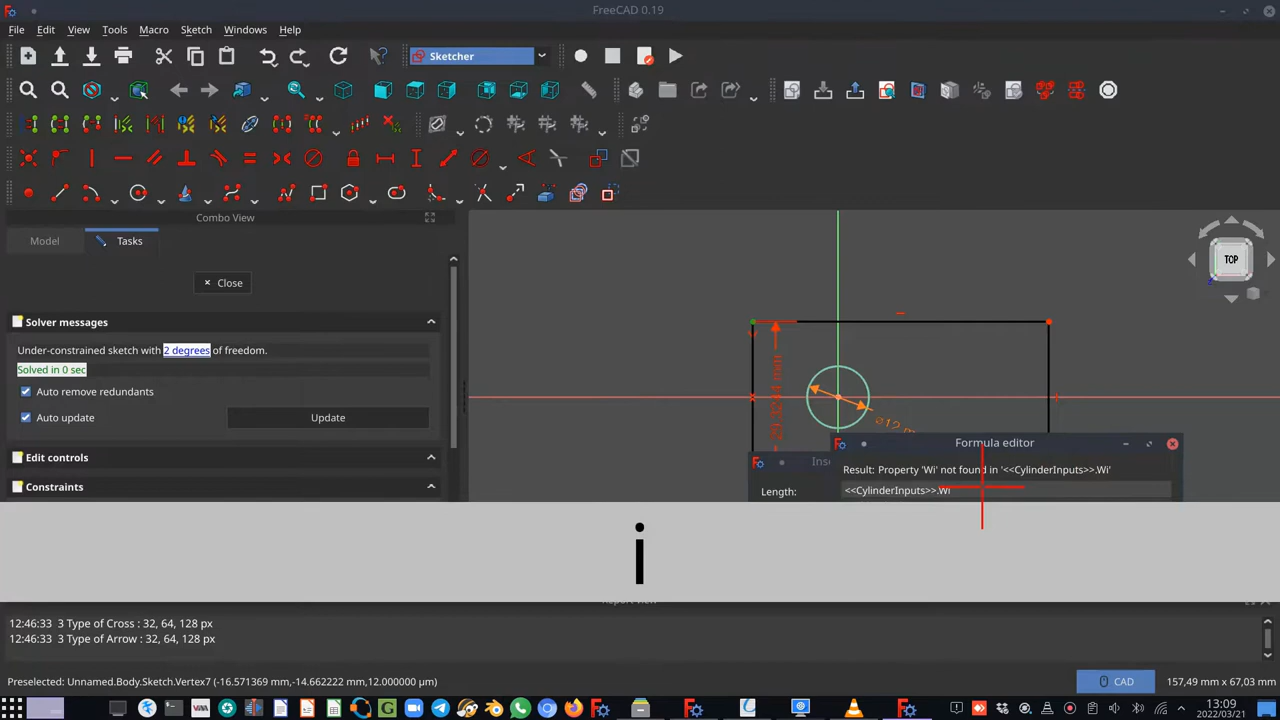 FreeCAD 0.19
File Edit View Tools Macro Sketch Windows Help
Sketcher
Combo View
Model Tasks
TOP
Close
Solver messages
Under-constrained sketch with 2 degrees of freedom.
Solved in 0 sec
Auto remove redundants
Auto update
Update
Edit controls
Constraints
29,3244 mm
Formula editor
Result: Property 'Wi' not found in '<<CylinderInputs>>.Wi'
Length:
<<CylinderInputs>>.Wi
i
12:46:33 3 Type of Cross : 32, 64, 128 px
12:46:33 3 Type of Arrow : 32, 64, 128 px
Preselected: Unnamed.Body.Sketch.Vertex7 (-16.571369 mm,-14.662222 mm,12.000000 µm)
CAD
157,49 mm x 67,03 mm
13:09
2022/03/21